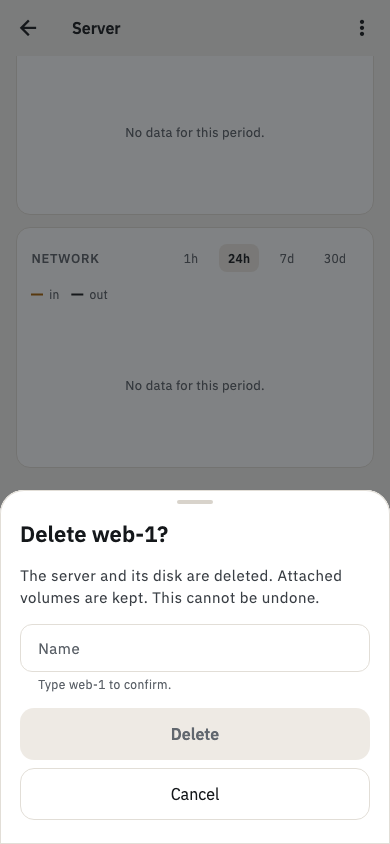 Server
No data for this period.
NETWORK 1h 24h 7d 30d
in out
No data for this period.
Delete web-1?
The server and its disk are deleted. Attached
volumes are kept. This cannot be undone.
Name
Type web-1 to confirm.
Delete
Cancel